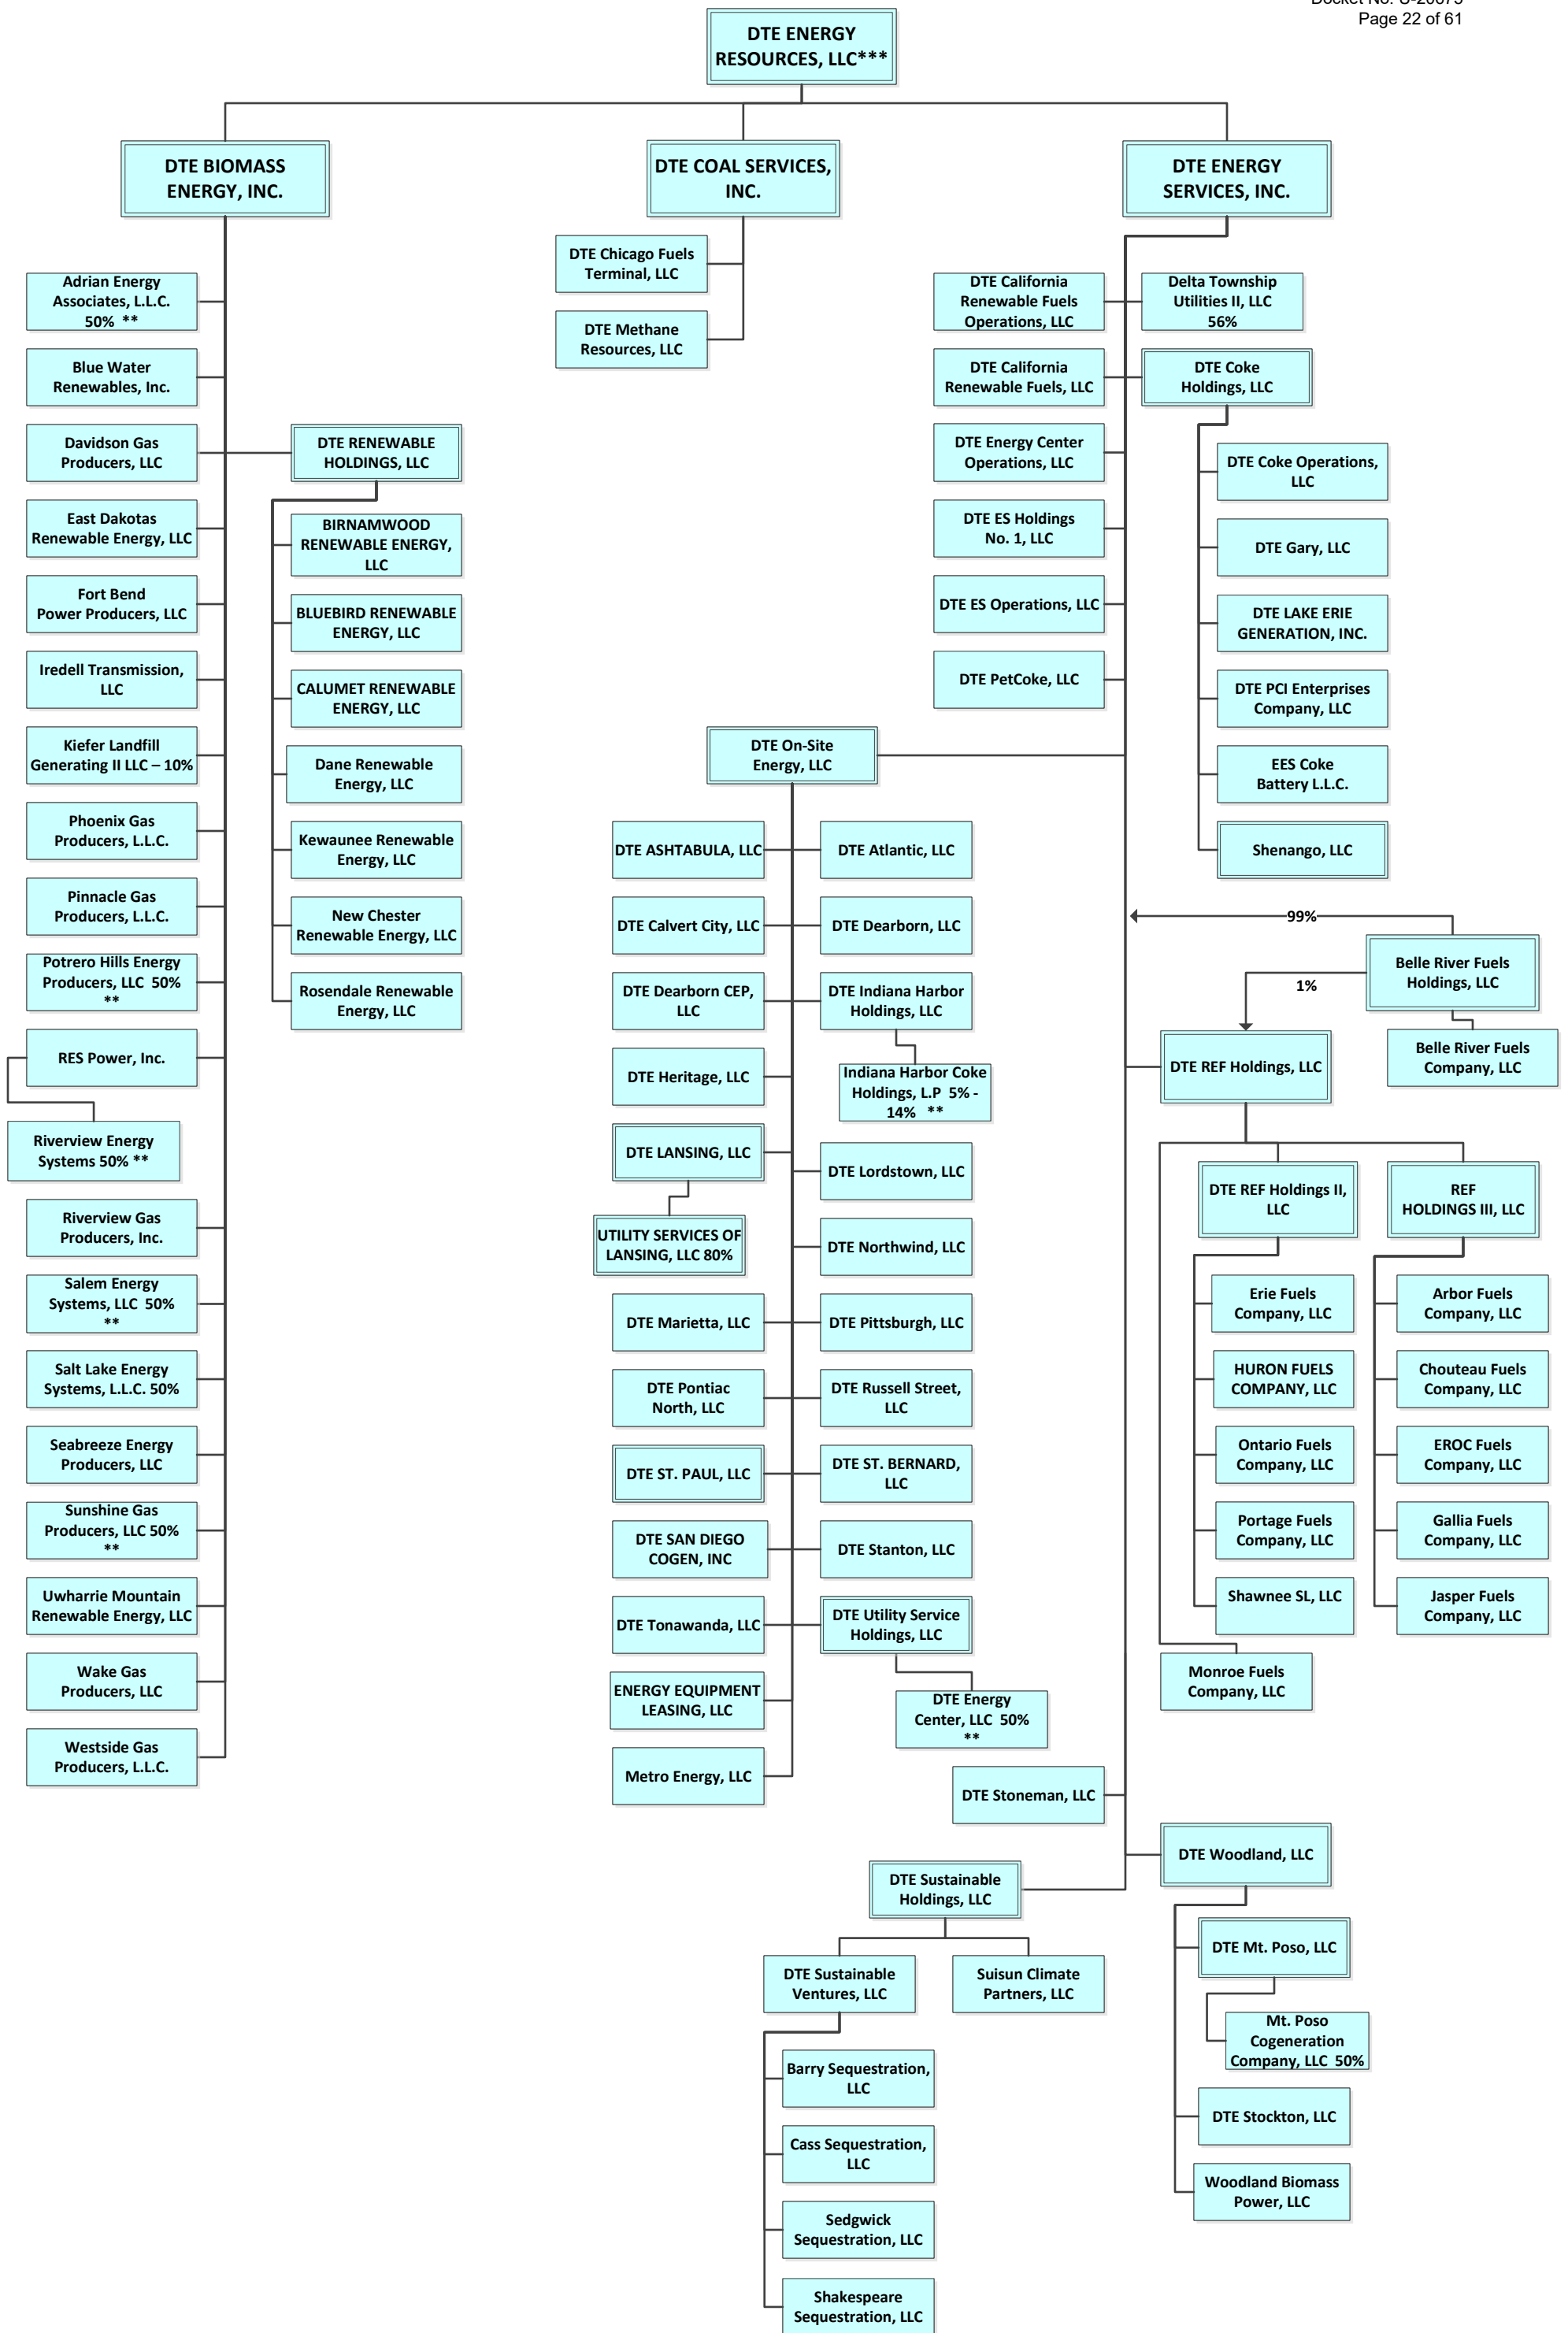 Docket No. U-20675
Page 22 of 61
DTE ENERGY
RESOURCES, LLC***
DTE BIOMASS
ENERGY, INC.
DTE COAL SERVICES,
INC.
DTE ENERGY
SERVICES, INC.
DTE Chicago Fuels
Terminal, LLC
DTE Methane
Resources, LLC
Adrian Energy
Associates, L.L.C.
50% **
Blue Water
Renewables, Inc.
Davidson Gas
Producers, LLC
East Dakotas
Renewable Energy, LLC
Fort Bend
Power Producers, LLC
Iredell Transmission,
LLC
Kiefer Landfill
Generating II LLC – 10%
Phoenix Gas
Producers, L.L.C.
Pinnacle Gas
Producers, L.L.C.
Potrero Hills Energy
Producers, LLC 50%
**
RES Power, Inc.
Riverview Energy
Systems 50% **
Riverview Gas
Producers, Inc.
Salem Energy
Systems, LLC 50%
**
Salt Lake Energy
Systems, L.L.C. 50%
Seabreeze Energy
Producers, LLC
Sunshine Gas
Producers, LLC 50%
**
Uwharrie Mountain
Renewable Energy, LLC
Wake Gas
Producers, LLC
Westside Gas
Producers, L.L.C.
DTE RENEWABLE
HOLDINGS, LLC
BIRNAMWOOD
RENEWABLE ENERGY,
LLC
BLUEBIRD RENEWABLE
ENERGY, LLC
CALUMET RENEWABLE
ENERGY, LLC
Dane Renewable
Energy, LLC
Kewaunee Renewable
Energy, LLC
New Chester
Renewable Energy, LLC
Rosendale Renewable
Energy, LLC
DTE California
Renewable Fuels
Operations, LLC
Delta Township
Utilities II, LLC
56%
DTE California
Renewable Fuels, LLC
DTE Coke
Holdings, LLC
DTE Energy Center
Operations, LLC
DTE ES Holdings
No. 1, LLC
DTE ES Operations, LLC
DTE PetCoke, LLC
DTE Coke Operations,
LLC
DTE Gary, LLC
DTE LAKE ERIE
GENERATION, INC.
DTE PCI Enterprises
Company, LLC
EES Coke
Battery L.L.C.
Shenango, LLC
DTE On-Site
Energy, LLC
DTE ASHTABULA, LLC
DTE Atlantic, LLC
DTE Calvert City, LLC
DTE Dearborn, LLC
DTE Dearborn CEP,
LLC
DTE Indiana Harbor
Holdings, LLC
DTE Heritage, LLC
Indiana Harbor Coke
Holdings, L.P 5% -
14% **
DTE LANSING, LLC
DTE Lordstown, LLC
UTILITY SERVICES OF
LANSING, LLC 80%
DTE Northwind, LLC
DTE Marietta, LLC
DTE Pittsburgh, LLC
DTE Pontiac
North, LLC
DTE Russell Street,
LLC
DTE ST. PAUL, LLC
DTE ST. BERNARD,
LLC
DTE SAN DIEGO
COGEN, INC
DTE Stanton, LLC
DTE Tonawanda, LLC
DTE Utility Service
Holdings, LLC
ENERGY EQUIPMENT
LEASING, LLC
DTE Energy
Center, LLC 50%
**
Metro Energy, LLC
99%
Belle River Fuels
Holdings, LLC
1%
Belle River Fuels
Company, LLC
DTE REF Holdings, LLC
DTE REF Holdings II,
LLC
REF
HOLDINGS III, LLC
Erie Fuels
Company, LLC
Arbor Fuels
Company, LLC
HURON FUELS
COMPANY, LLC
Chouteau Fuels
Company, LLC
Ontario Fuels
Company, LLC
EROC Fuels
Company, LLC
Portage Fuels
Company, LLC
Gallia Fuels
Company, LLC
Shawnee SL, LLC
Jasper Fuels
Company, LLC
Monroe Fuels
Company, LLC
DTE Stoneman, LLC
DTE Woodland, LLC
DTE Sustainable
Holdings, LLC
DTE Sustainable
Ventures, LLC
Suisun Climate
Partners, LLC
Barry Sequestration,
LLC
Cass Sequestration,
LLC
Sedgwick
Sequestration, LLC
Shakespeare
Sequestration, LLC
DTE Mt. Poso, LLC
Mt. Poso
Cogeneration
Company, LLC 50%
DTE Stockton, LLC
Woodland Biomass
Power, LLC